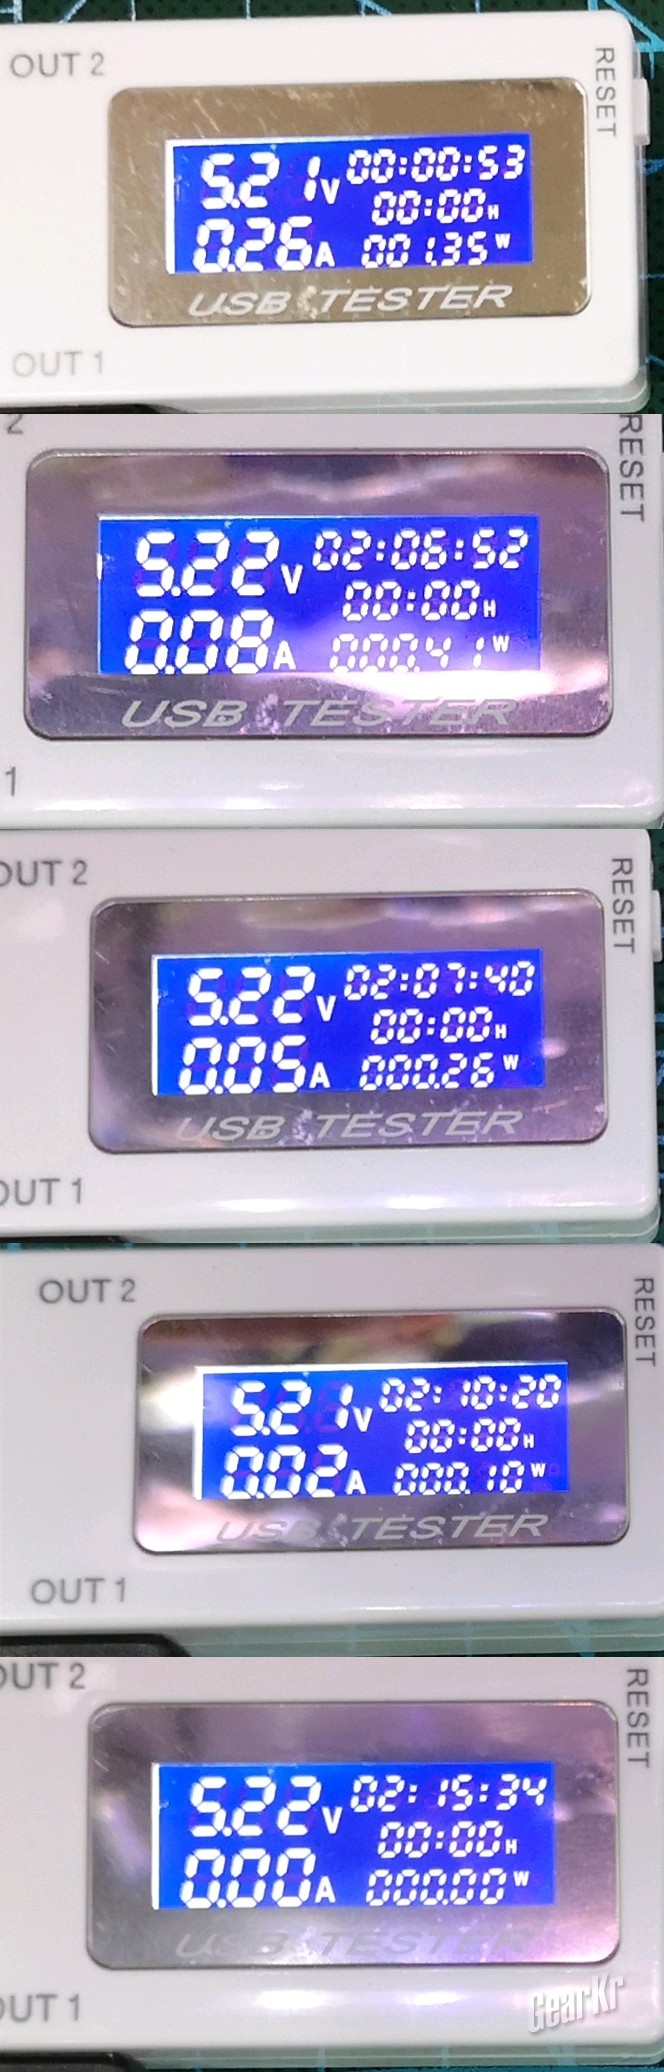 OUT 2
RESET
5.21V 00:00:53
00:00H
0.26A 001.35W
USB TESTER
OUT 1
2
RESET
5.22V 02:06:52
00:00H
0.08A 000.41W
USB TESTER
1
OUT 2
RESET
5.22V 02:07:40
00:00H
0.05A 000.26W
USB TESTER
OUT 1
OUT 2
RESET
5.21V 02:10:20
00:00H
0.02A 000.10W
USB TESTER
OUT 1
OUT 2
RESET
5.22V 02:15:34
00:00H
0.00A 000.00W
USB TESTER
OUT 1
GearKr